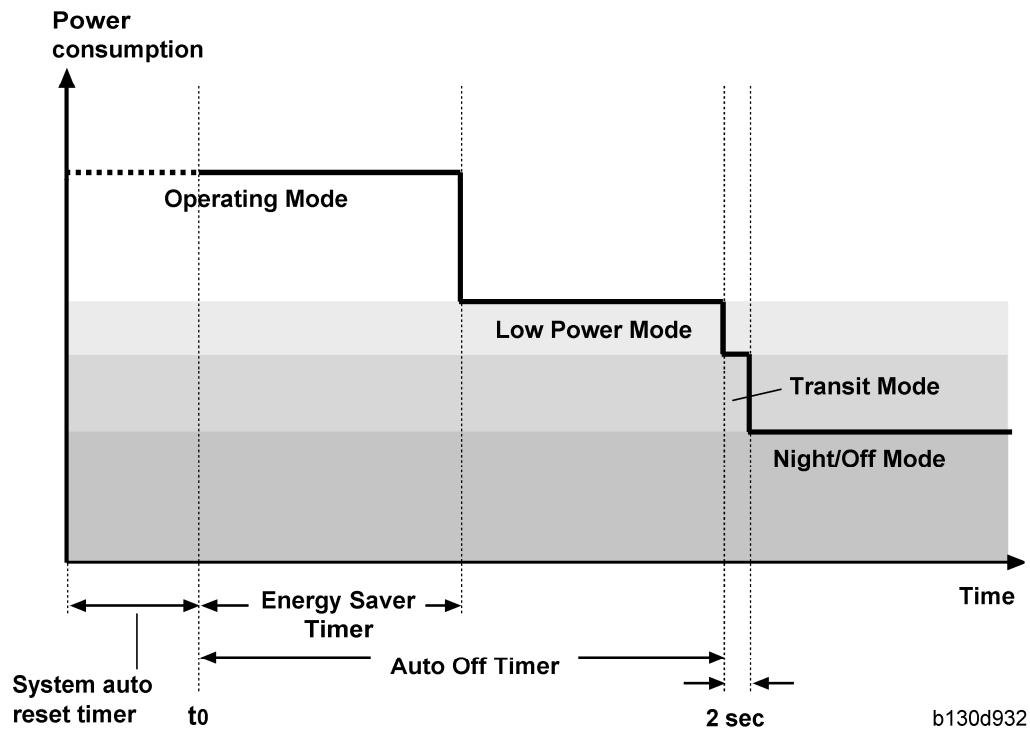 Power
consumption
Operating Mode
Low Power Mode
Transit Mode
Night/Off Mode
Time
Energy Saver
Timer
Auto Off Timer
System auto
reset timer
t0
2 sec
b130d932